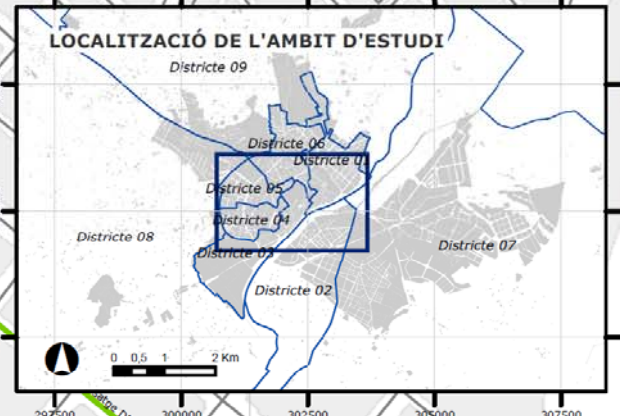 LOCALITZACIÓ DE L'AMBIT D'ESTUDI
Districte 09
Districte 06
Districte 01
Districte 05
Districte 04
Districte 08
Districte 03
Districte 07
Districte 02
0 0,5 1 2 Km
297500 300000 302500 305000 307500